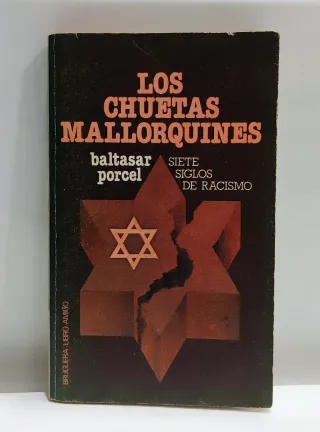 LOS
CHUETAS
MALLORQUINES
baltasar
porcel
SIETE
SIGLOS
DE RACISMO
BRUGUERA LIBRO AMIGO